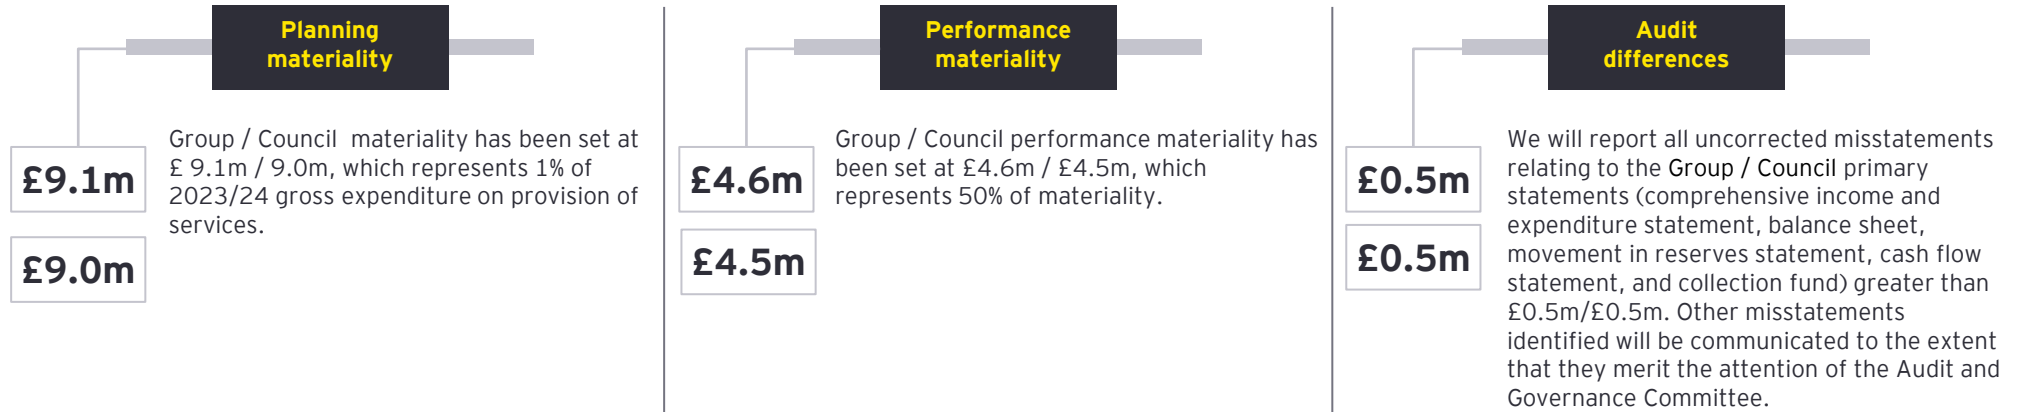 Planning
materiality
£9.1m
£9.0m
Group / Council materiality has been set at
£ 9.1m / 9.0m, which represents 1% of
2023/24 gross expenditure on provision of
services.
Performance
materiality
£4.6m
£4.5m
Group / Council performance materiality has
been set at £4.6m / £4.5m, which
represents 50% of materiality.
Audit
differences
£0.5m
£0.5m
We will report all uncorrected misstatements
relating to the Group / Council primary
statements (comprehensive income and
expenditure statement, balance sheet,
movement in reserves statement, cash flow
statement, and collection fund) greater than
£0.5m/£0.5m. Other misstatements
identified will be communicated to the extent
that they merit the attention of the Audit and
Governance Committee.